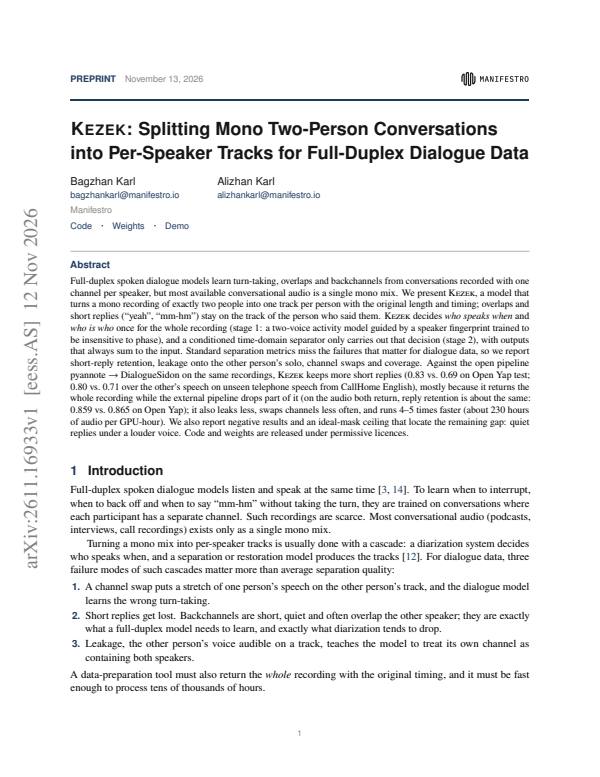 PREPRINT November 13, 2026
MANIFESTRO
KEZEK: Splitting Mono Two-Person Conversations
into Per-Speaker Tracks for Full-Duplex Dialogue Data
Bagzhan Karl Alizhan Karl
bagzhankarl@manifestro.io alizhankarl@manifestro.io
Manifestro
Code · Weights · Demo
Abstract
Full-duplex spoken dialogue models learn turn-taking, overlaps and backchannels from conversations recorded with one
channel per speaker, but most available conversational audio is a single mono mix. We present KEZEK, a model that
turns a mono recording of exactly two people into one track per person with the original length and timing; overlaps and
short replies (“yeah”, “mm-hm”) stay on the track of the person who said them. KEZEK decides who speaks when and
who is who once for the whole recording (stage 1: a two-voice activity model guided by a speaker fingerprint trained to
be insensitive to phase), and a conditioned time-domain separator only carries out that decision (stage 2), with outputs
that always sum to the input. Standard separation metrics miss the failures that matter for dialogue data, so we report
short-reply retention, leakage onto the other person's solo, channel swaps and coverage. Against the open pipeline
pyannote → DialogueSidon on the same recordings, KEZEK keeps more short replies (0.83 vs. 0.69 on Open Yap test;
0.80 vs. 0.71 over the other's speech on unseen telephone speech from CallHome English), mostly because it returns the
whole recording while the external pipeline drops part of it (on the audio both return, reply retention is about the same:
0.859 vs. 0.865 on Open Yap); it also leaks less, swaps channels less often, and runs 4–5 times faster (about 230 hours
of audio per GPU-hour). We also report negative results and an ideal-mask ceiling that locate the remaining gap: quiet
replies under a louder voice. Code and weights are released under permissive licences.
1 Introduction
Full-duplex spoken dialogue models listen and speak at the same time [3, 14]. To learn when to interrupt,
when to back off and when to say “mm-hm” without taking the turn, they are trained on conversations where
each participant has a separate channel. Such recordings are scarce. Most conversational audio (podcasts,
interviews, call recordings) exists only as a single mono mix.
Turning a mono mix into per-speaker tracks is usually done with a cascade: a diarization system decides
who speaks when, and a separation or restoration model produces the tracks [12]. For dialogue data, three
failure modes of such cascades matter more than average separation quality:
1. A channel swap puts a stretch of one person's speech on the other person's track, and the dialogue model
learns the wrong turn-taking.
2. Short replies get lost. Backchannels are short, quiet and often overlap the other speaker; they are exactly
what a full-duplex model needs to learn, and exactly what diarization tends to drop.
3. Leakage, the other person's voice audible on a track, teaches the model to treat its own channel as
containing both speakers.
A data-preparation tool must also return the whole recording with the original timing, and it must be fast
enough to process tens of thousands of hours.
1
arXiv:2611.16933v1 [eess.AS] 12 Nov 2026